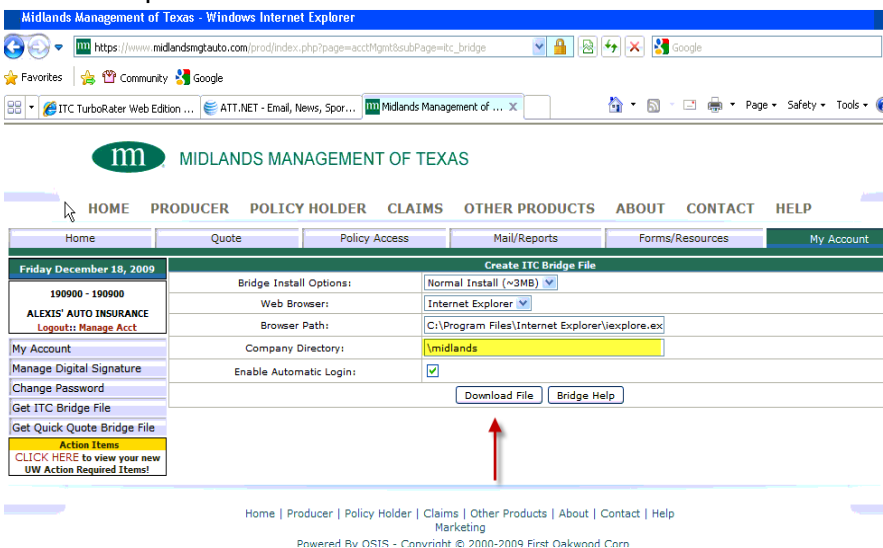 Midlands Management of Texas - Windows Internet Explorer
https://www.midlandsmgtauto.com/prod/index.php?page=acctMgmt&subPage=itc_bridge
Google
Favorites Community Google
ITC TurboRater Web Edition ... ATT.NET - Email, News, Spor... Midlands Management of ... X Page Safety Tools
m MIDLANDS MANAGEMENT OF TEXAS
HOME PRODUCER POLICY HOLDER CLAIMS OTHER PRODUCTS ABOUT CONTACT HELP
Home Quote Policy Access Mail/Reports Forms/Resources My Account
Friday December 18, 2009
190900 - 190900
ALEXIS' AUTO INSURANCE
Logout:: Manage Acct
My Account
Manage Digital Signature
Change Password
Get ITC Bridge File
Get Quick Quote Bridge File
Action Items
CLICK HERE to view your new
UW Action Required Items!
Create ITC Bridge File
Bridge Install Options: Normal Install (~3MB)
Web Browser: Internet Explorer
Browser Path: C:\Program Files\Internet Explorer\iexplore.ex
Company Directory: \midlands
Enable Automatic Login:
Download File Bridge Help
Home | Producer | Policy Holder | Claims | Other Products | About | Contact | Help
Marketing
Powered By OSIS - Copyright © 2000-2009 First Oakwood Corp